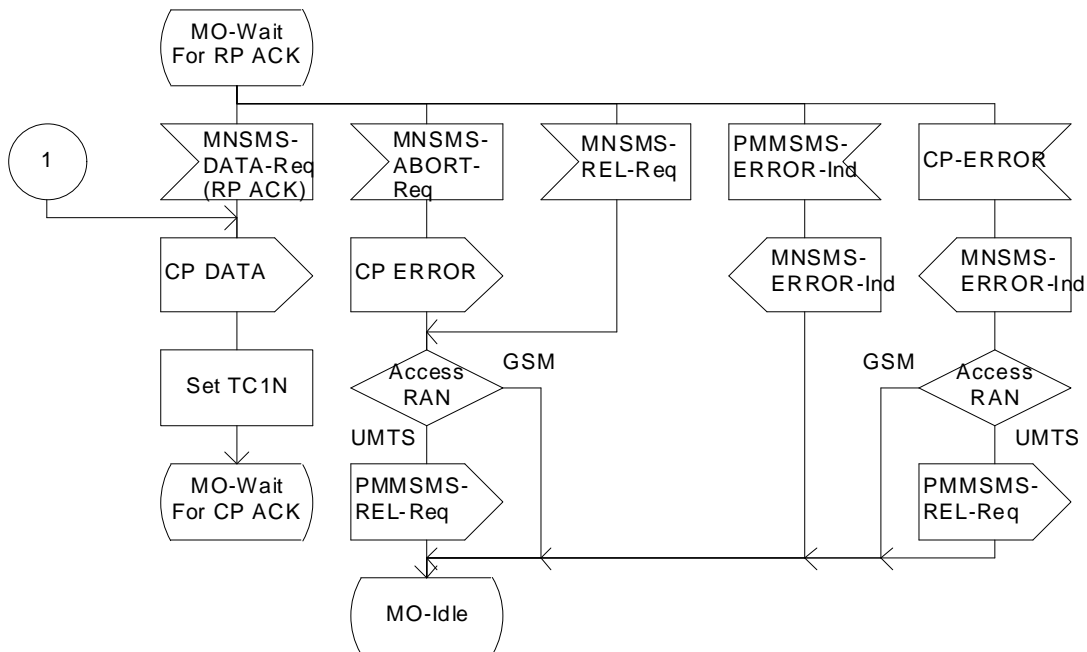 MO-Wait
For RP ACK
1
MNSMS-
DATA-Req
(RP ACK)
MNSMS-
ABORT-
Req
MNSMS-
REL-Req
PMMSMS-
ERROR-Ind
CP-ERROR
CP DATA
CP ERROR
MNSMS-
ERROR-Ind
MNSMS-
ERROR-Ind
Set TC1N
Access
RAN
GSM
UMTS
GSM
Access
RAN
UMTS
MO-Wait
For CP ACK
PMMSMS-
REL-Req
PMMSMS-
REL-Req
MO-Idle